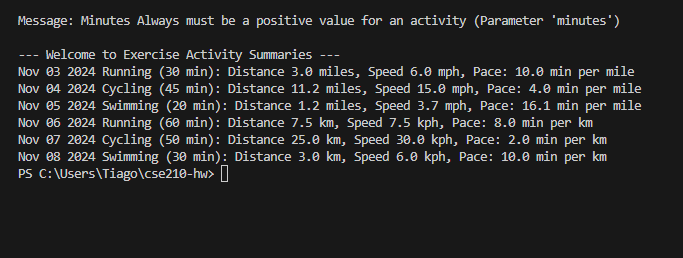 Message: Minutes Always must be a positive value for an activity (Parameter 'minutes')
--- Welcome to Exercise Activity Summaries ---
Nov 03 2024 Running (30 min): Distance 3.0 miles, Speed 6.0 mph, Pace: 10.0 min per mile
Nov 04 2024 Cycling (45 min): Distance 11.2 miles, Speed 15.0 mph, Pace: 4.0 min per mile
Nov 05 2024 Swimming (20 min): Distance 1.2 miles, Speed 3.7 mph, Pace: 16.1 min per mile
Nov 06 2024 Running (60 min): Distance 7.5 km, Speed 7.5 kph, Pace: 8.0 min per km
Nov 07 2024 Cycling (50 min): Distance 25.0 km, Speed 30.0 kph, Pace: 2.0 min per km
Nov 08 2024 Swimming (30 min): Distance 3.0 km, Speed 6.0 kph, Pace: 10.0 min per km
PS C:\Users\Tiago\cse210-hw>